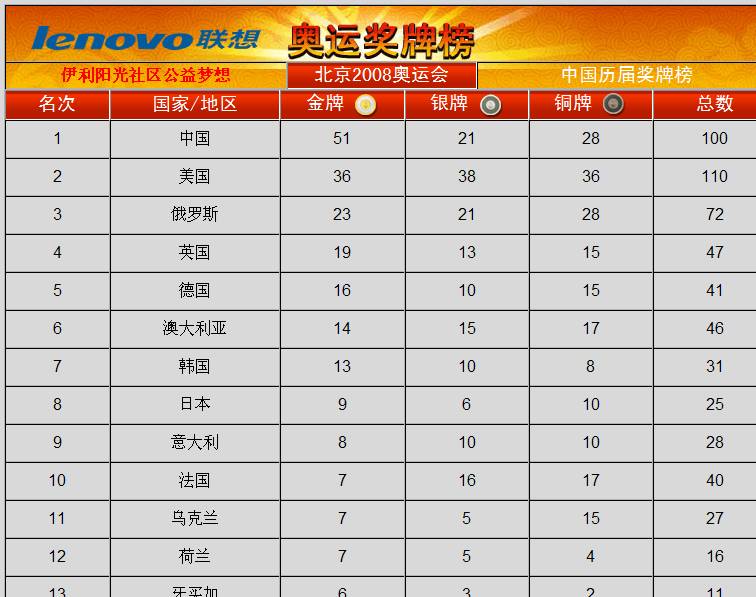 lenovo联想 奥运奖牌榜
伊利阳光社区公益梦想 北京2008奥运会 中国历届奖牌榜
名次 国家/地区 金牌 银牌 铜牌 总数
1 中国 51 21 28 100
2 美国 36 38 36 110
3 俄罗斯 23 21 28 72
4 英国 19 13 15 47
5 德国 16 10 15 41
6 澳大利亚 14 15 17 46
7 韩国 13 10 8 31
8 日本 9 6 10 25
9 意大利 8 10 10 28
10 法国 7 16 17 40
11 乌克兰 7 5 15 27
12 荷兰 7 5 4 16
13 牙买加 6 3 2 11